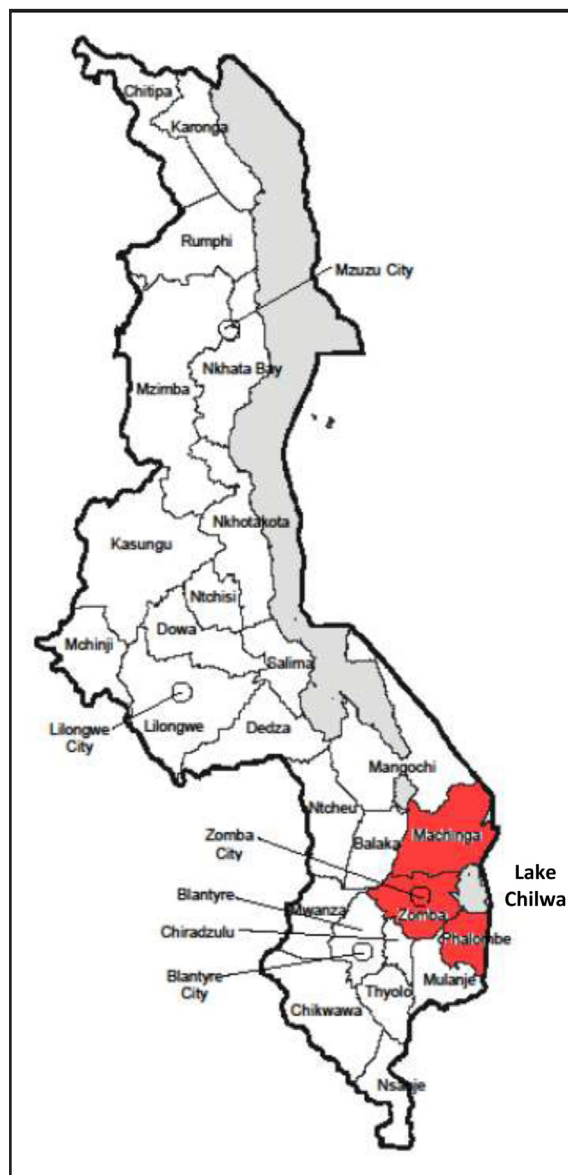 Chitipa
Karonga
Rumphi
Mzuzu City
Nkhata Bay
Mzimba
Nkhotakota
Kasungu
Ntchisi
Dowa
Mchinji
Salima
Lilongwe
City
Lilongwe
Dedza
Mangochi
Ntcheu
Machinga
Balaka
Zomba
City
Lake
Chilwa
Blantyre
Mwanza
Zomba
Chiradzulu
Phalombe
Blantyre
City
Mulanje
Thyolo
Chikwawa
Nsanje